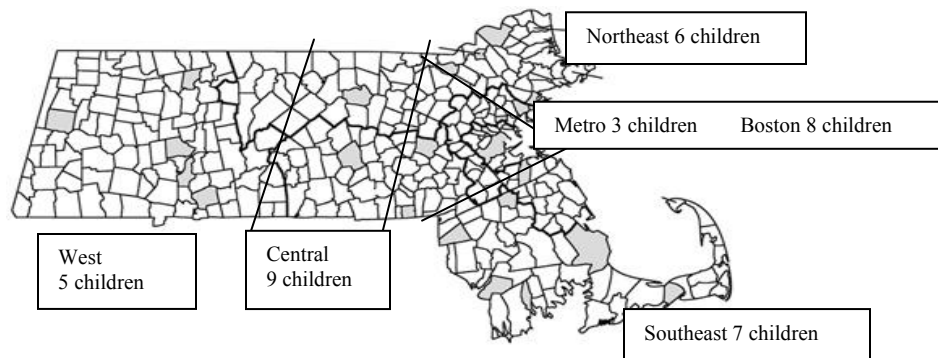 Northeast 6 children
Metro 3 children Boston 8 children
West
5 children
Central
9 children
Southeast 7 children